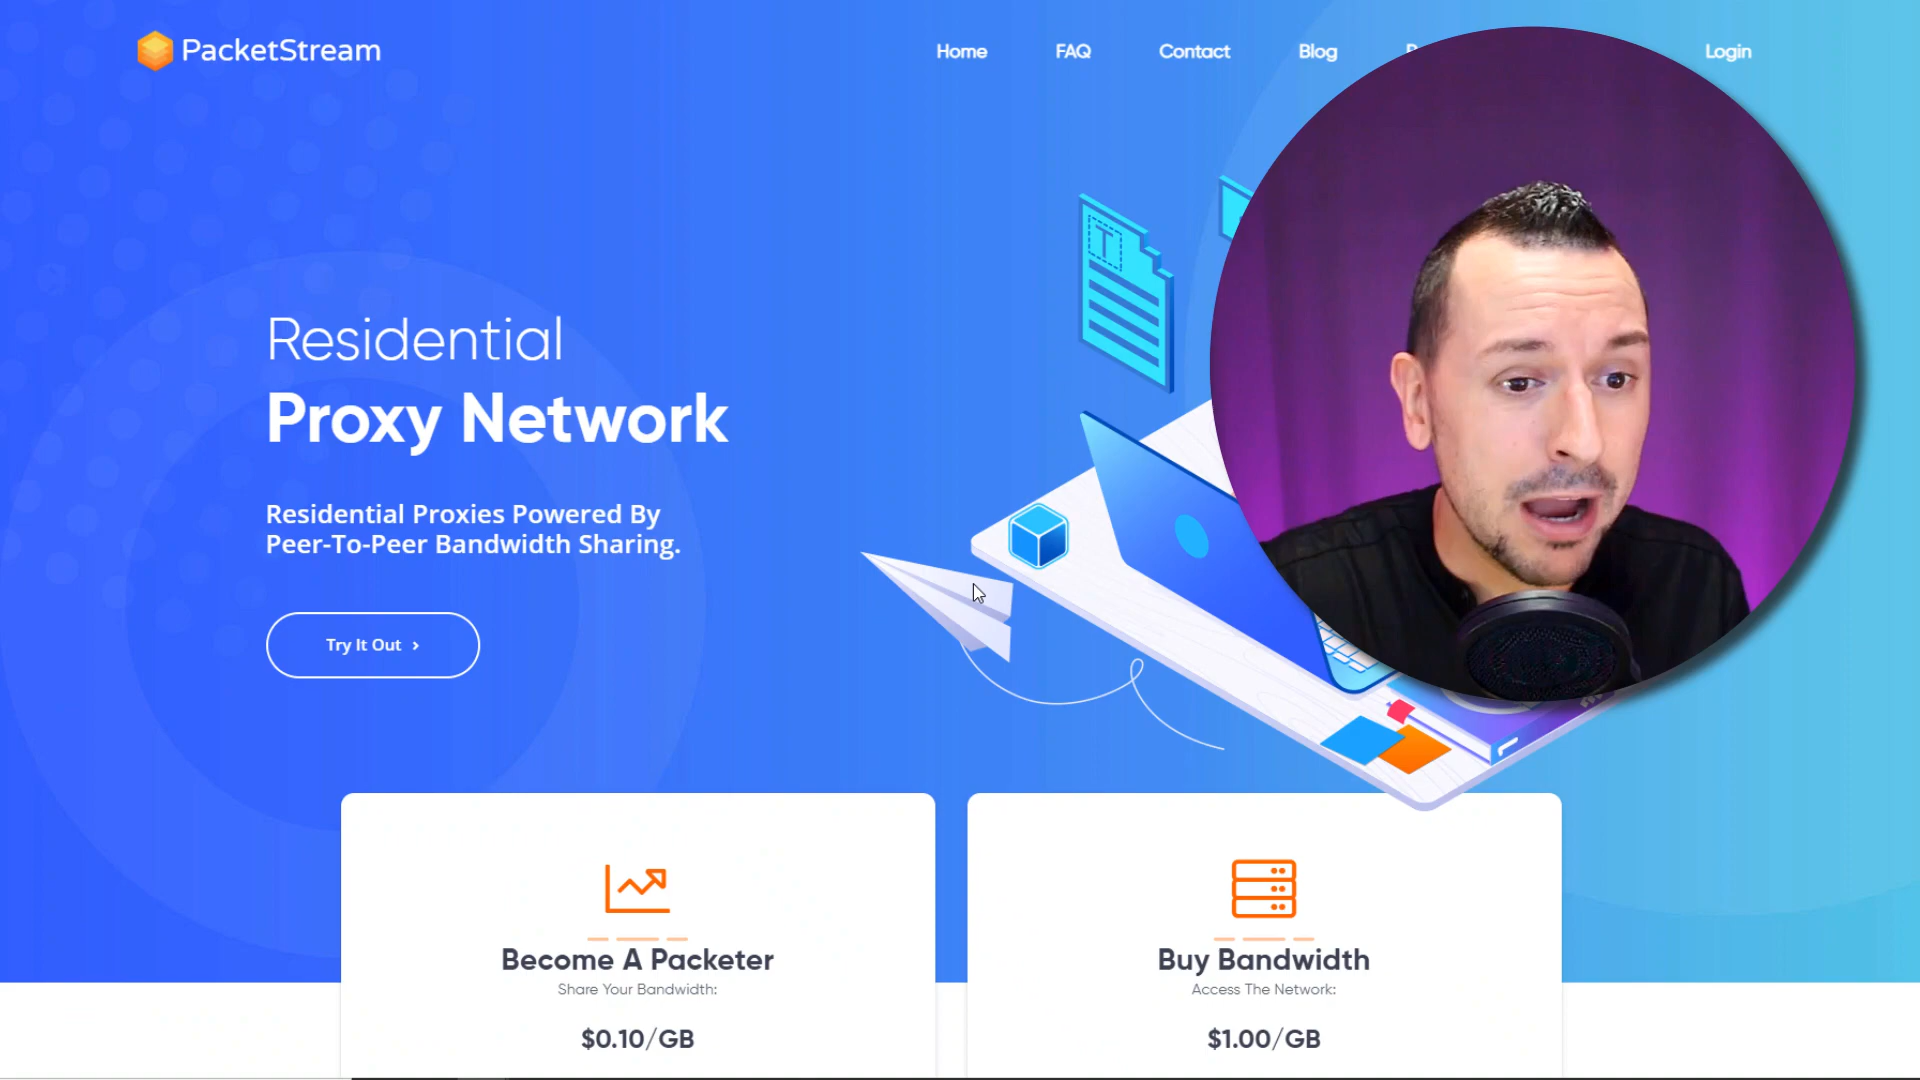 PacketStream
Home
FAQ
Contact
Blog
Login
Residential
Proxy Network
Residential Proxies Powered By
Peer-To-Peer Bandwidth Sharing.
Try It Out
T
Become A Packeter
Share Your Bandwidth:
$0.10/GB
Buy Bandwidth
Access The Network:
$1.00/GB